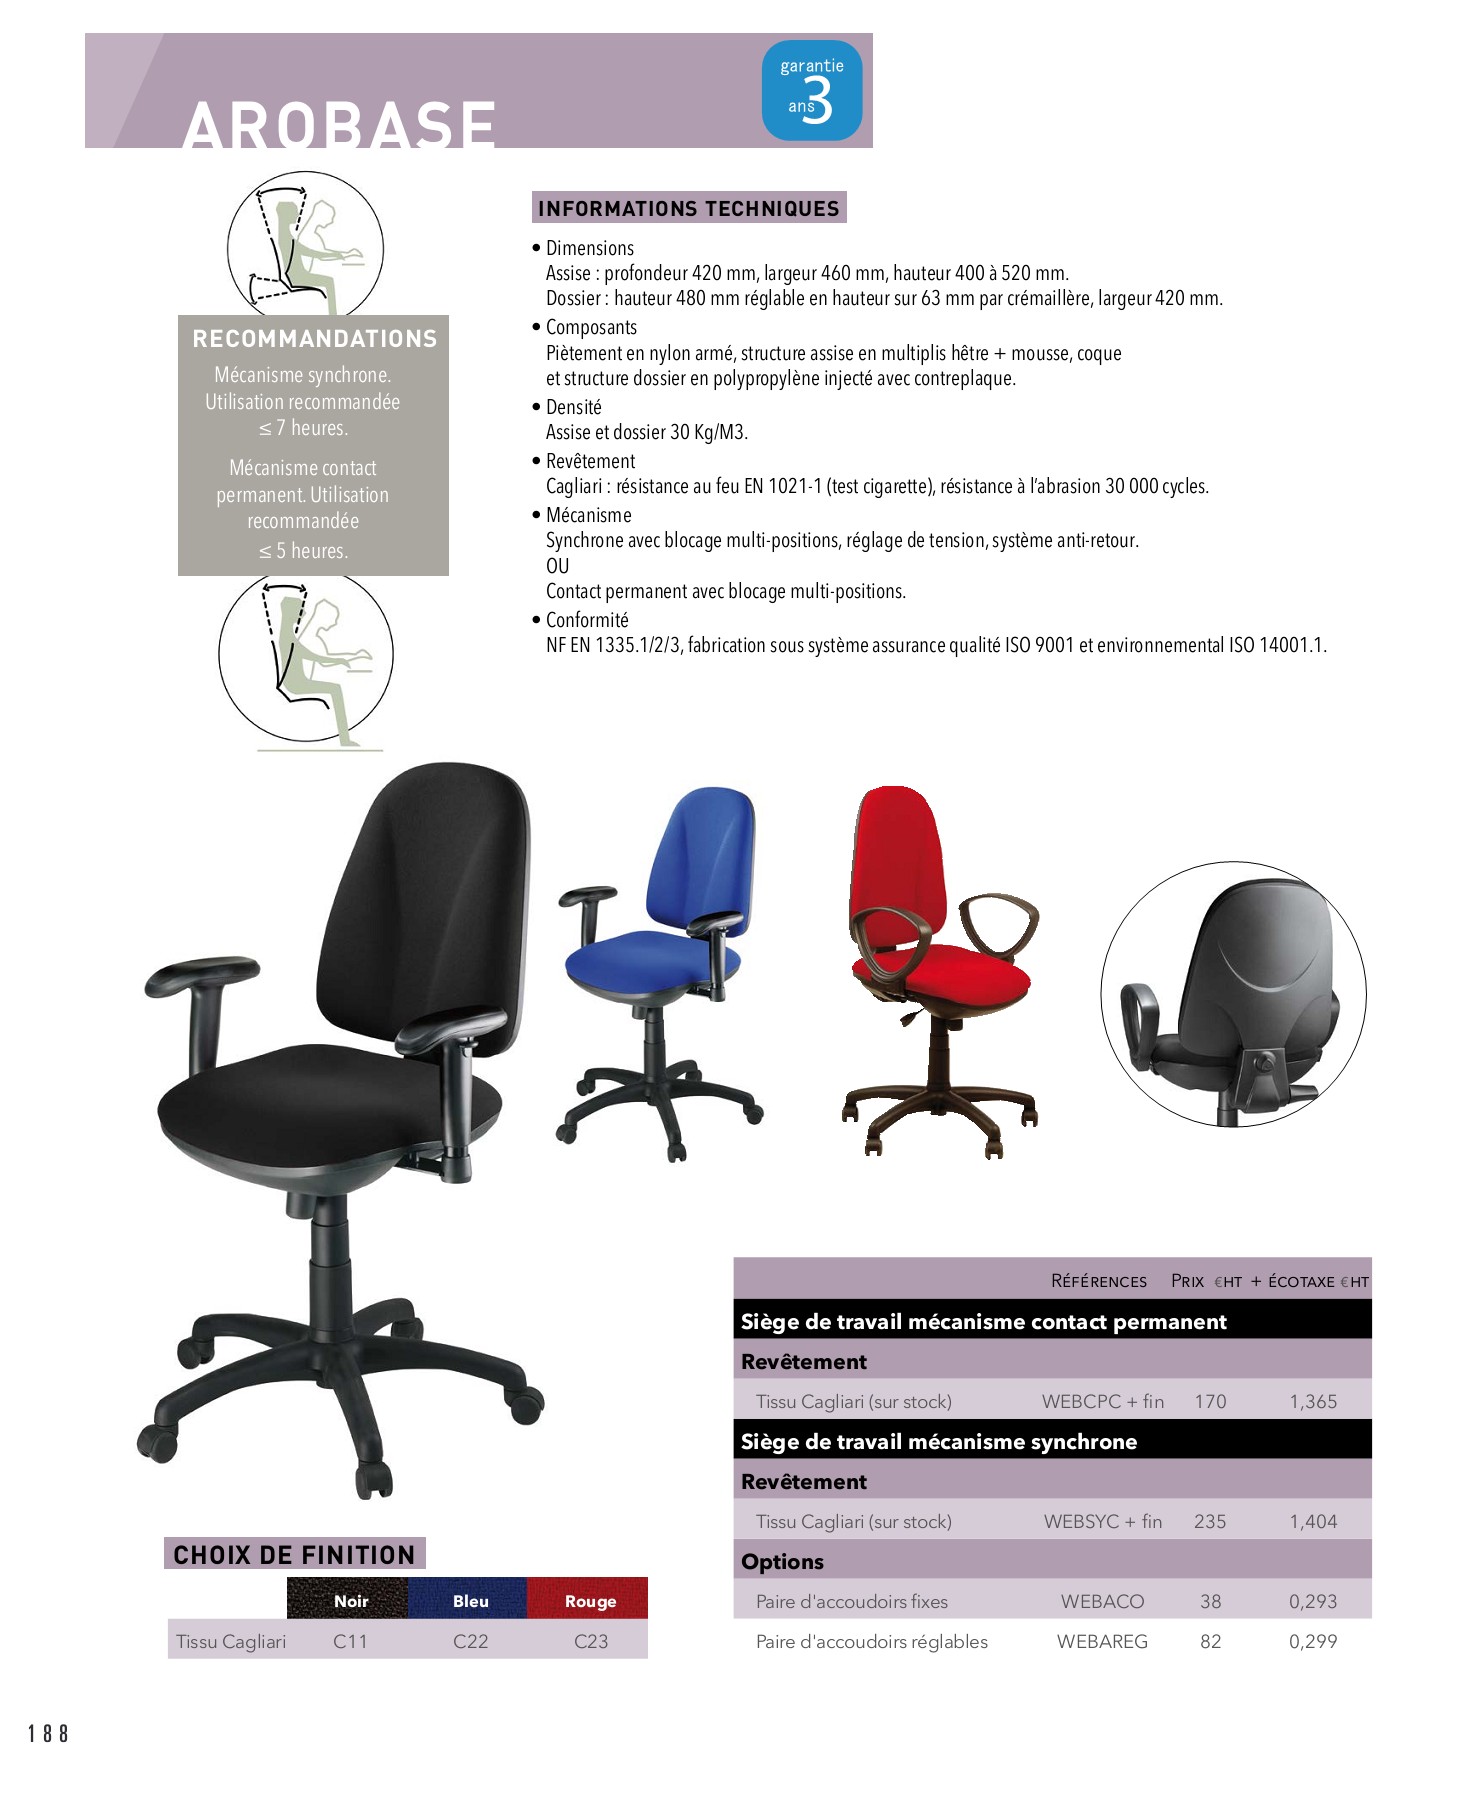 AROBASE
garantie
3
ans
INFORMATIONS TECHNIQUES
• Dimensions
Assise : profondeur 420 mm, largeur 460 mm, hauteur 400 à 520 mm.
Dossier : hauteur 480 mm réglable en hauteur sur 63 mm par crémaillère, largeur 420 mm.
• Composants
Piètement en nylon armé, structure assise en multiplis hêtre + mousse, coque
et structure dossier en polypropylène injecté avec contreplaque.
• Densité
Assise et dossier 30 Kg/M3.
• Revêtement
Cagliari : résistance au feu EN 1021-1 (test cigarette), résistance à l’abrasion 30 000 cycles.
• Mécanisme
Synchrone avec blocage multi-positions, réglage de tension, système anti-retour.
OU
Contact permanent avec blocage multi-positions.
• Conformité
NF EN 1335.1/2/3, fabrication sous système assurance qualité ISO 9001 et environnemental ISO 14001.1.
RECOMMANDATIONS
Mécanisme synchrone.
Utilisation recommandée
≤ 7 heures.
Mécanisme contact
permanent. Utilisation
recommandée
≤ 5 heures.
Références Prix €HT + écotaxe €HT
Siège de travail mécanisme contact permanent
Revêtement
Tissu Cagliari (sur stock) WEBCPC + fin 170 1,365
Siège de travail mécanisme synchrone
Revêtement
Tissu Cagliari (sur stock) WEBSYC + fin 235 1,404
Options
Paire d'accoudoirs fixes WEBACO 38 0,293
Paire d'accoudoirs réglables WEBAREG 82 0,299
CHOIX DE FINITION
Noir Bleu Rouge
Tissu Cagliari C11 C22 C23
188